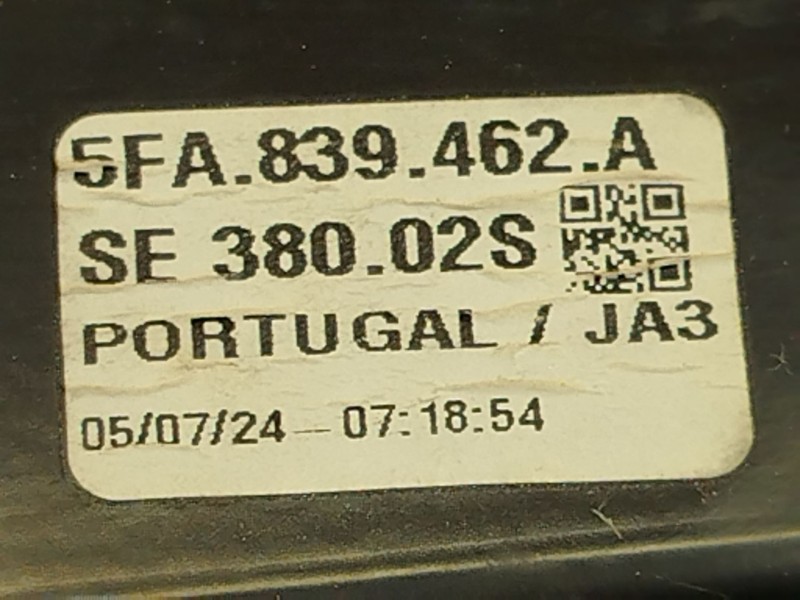 5FA.839.462.A
SE 380.02S
PORTUGAL / JA3
05/07/24 - 07:18:54